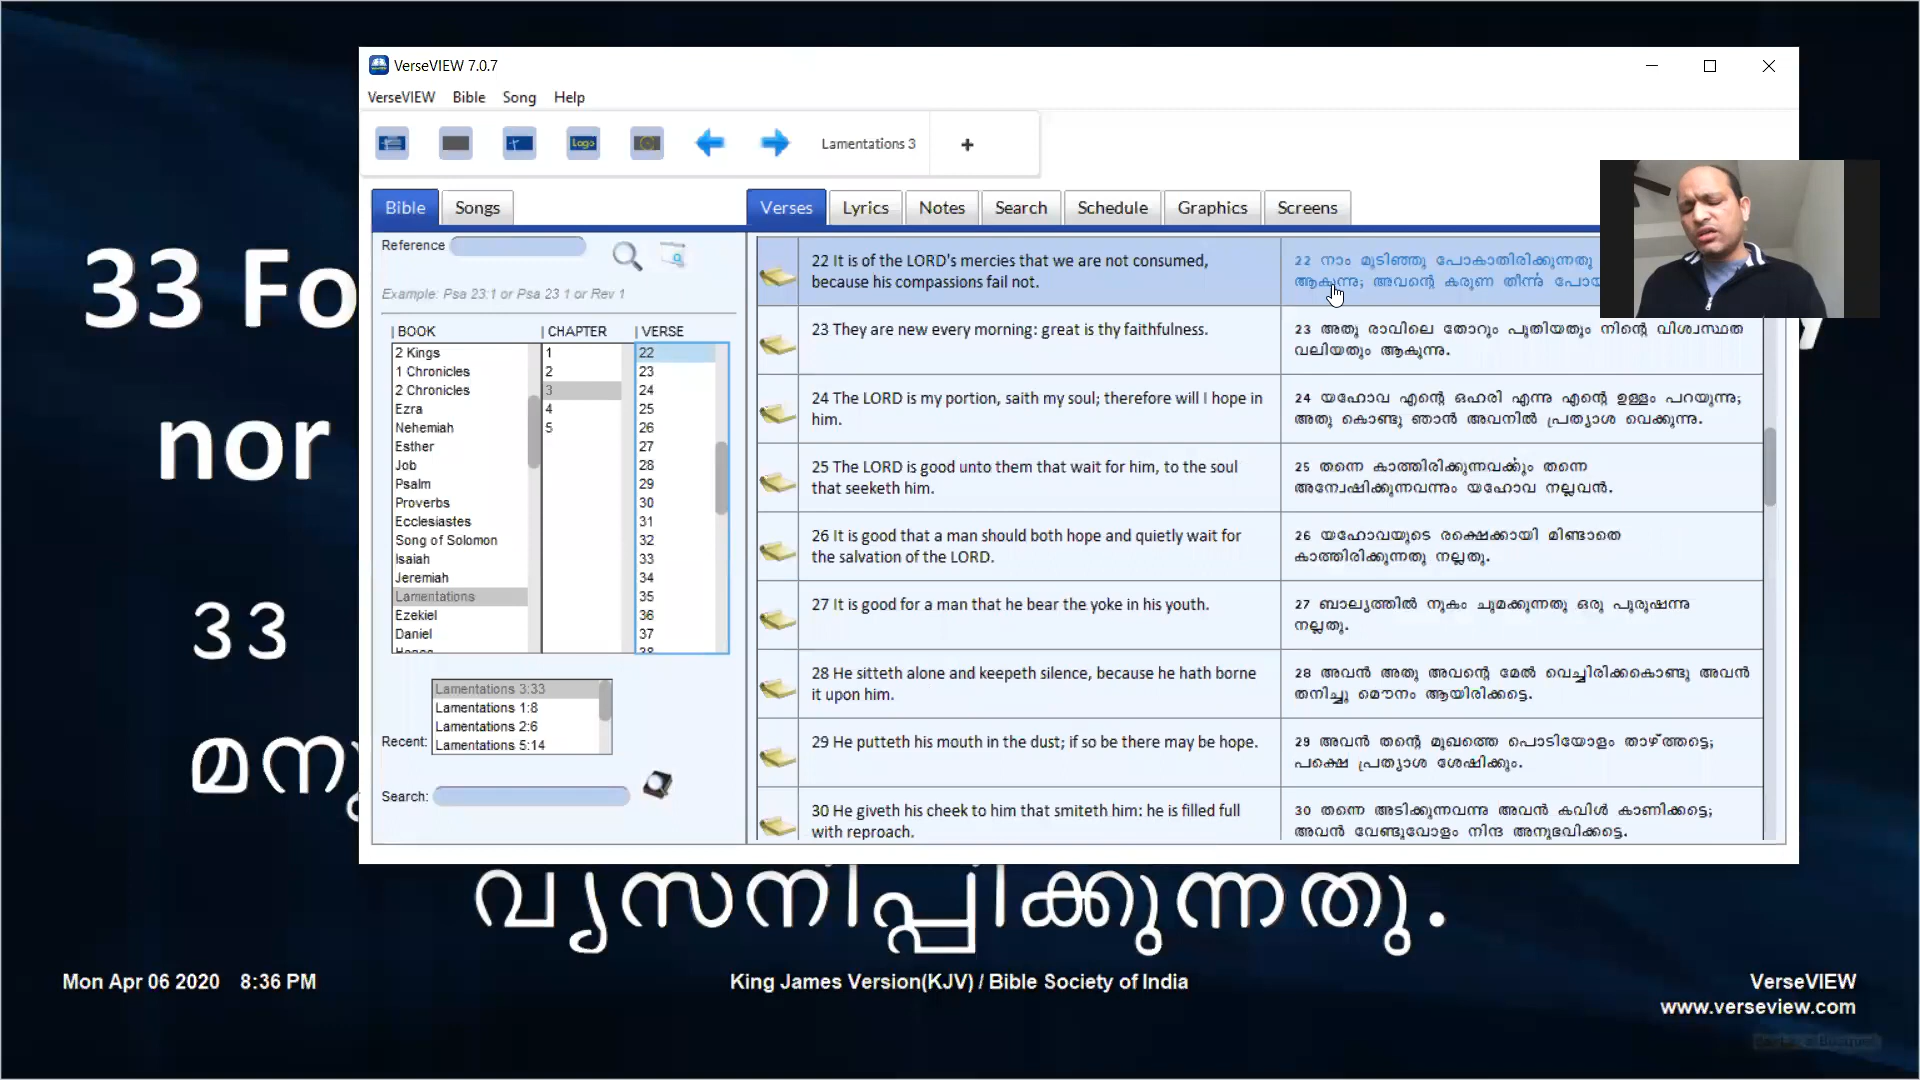 VerseVIEW 7.0.7
VerseVIEW Bible Song Help
Logo
Lamentations 3 +
Bible Songs
Verses Lyrics Notes Search Schedule Graphics Screens
Reference
Example: Psa 23:1 or Psa 23 1 or Rev 1
BOOK CHAPTER VERSE
2 Kings
1 Chronicles
2 Chronicles
Ezra
Nehemiah
Esther
Job
Psalm
Proverbs
Ecclesiastes
Song of Solomon
Isaiah
Jeremiah
Lamentations
Ezekiel
Daniel
1
2
3
4
5
22
23
24
25
26
27
28
29
30
31
32
33
34
35
36
37
38
Recent:
Lamentations 3:33
Lamentations 1:8
Lamentations 2:6
Lamentations 5:14
Search:
22 It is of the LORD's mercies that we are not consumed,
because his compassions fail not.
22 നാം മുടിഞ്ഞു പോകാതിരിക്കുന്നതു
ആകുന്നു; അവന്റെ കരുണ തീർന്നു
23 They are new every morning: great is thy faithfulness.
23 അതു രാവിലെ തോറും പുതിയതും നിന്റെ വിശ്വസ്ഥത
വലിയതും ആകുന്നു.
24 The LORD is my portion, saith my soul; therefore will I hope in
him.
24 യഹോവ എന്റെ ഓഹരി എന്നു എന്റെ ഉള്ളം പറയുന്നു;
അതു കൊണ്ടു ഞാൻ അവനിൽ പ്രത്യാശ വെക്കുന്നു.
25 The LORD is good unto them that wait for him, to the soul
that seeketh him.
25 തന്നെ കാത്തിരിക്കുന്നവർക്കും തന്നെ
അന്വേഷിക്കുന്നവന്നും യഹോവ നല്ലവൻ.
26 It is good that a man should both hope and quietly wait for
the salvation of the LORD.
26 യഹോവയുടെ രക്ഷെക്കായി മിണ്ടാതെ
കാത്തിരിക്കുന്നതു നല്ലതു.
27 It is good for a man that he bear the yoke in his youth.
27 ബാല്യത്തിൽ നുകം ചുമക്കുന്നതു ഒരു പുരുഷന്നു
നല്ലതു.
28 He sitteth alone and keepeth silence, because he hath borne
it upon him.
28 അവൻ അതു അവന്റെ മേൽ വെച്ചിരിക്കകൊണ്ടു അവൻ
തനിച്ചു മൌനം ആയിരിക്കട്ടെ.
29 He putteth his mouth in the dust; if so be there may be hope.
29 അവൻ തന്റെ മുഖത്തെ പൊടിയോളം താഴ്ത്തട്ടെ;
പക്ഷെ പ്രത്യാശ ശേഷിക്കും.
30 He giveth his cheek to him that smiteth him: he is filled full
with reproach.
30 തന്നെ അടിക്കുന്നവന്നു അവൻ കവിൾ കാണിക്കട്ടെ;
അവൻ വേണ്ടുവോളം നിന്ദ അനുഭവിക്കട്ടെ.
33 Fo
nor
33
മനു
വ്യസനിപ്പിക്കുന്നതു.
Mon Apr 06 2020 8:36 PM
King James Version(KJV) / Bible Society of India
VerseVIEW
www.verseview.com